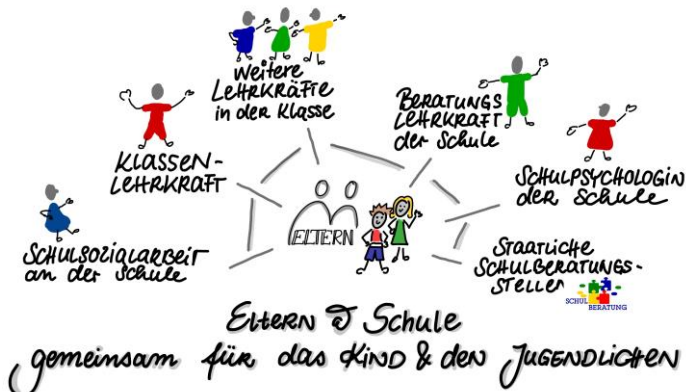 Weitere
LEHRKRÄFTE
in der Klasse
BERATUNGS
LEHRKRAFT
der Schule
KLASSEN-
LEHRKRAFT
SCHULPSYCHOLOGIN
der Schule
ELTERN
SCHULSOZIALARBEIT
an der Schule
STAATLICHE
SCHULBERATUNGS-
STELLEN
SCHUL
BERATUNG
ELTERN & Schule
gemeinsam für das KIND & den JUGENDLICHEN